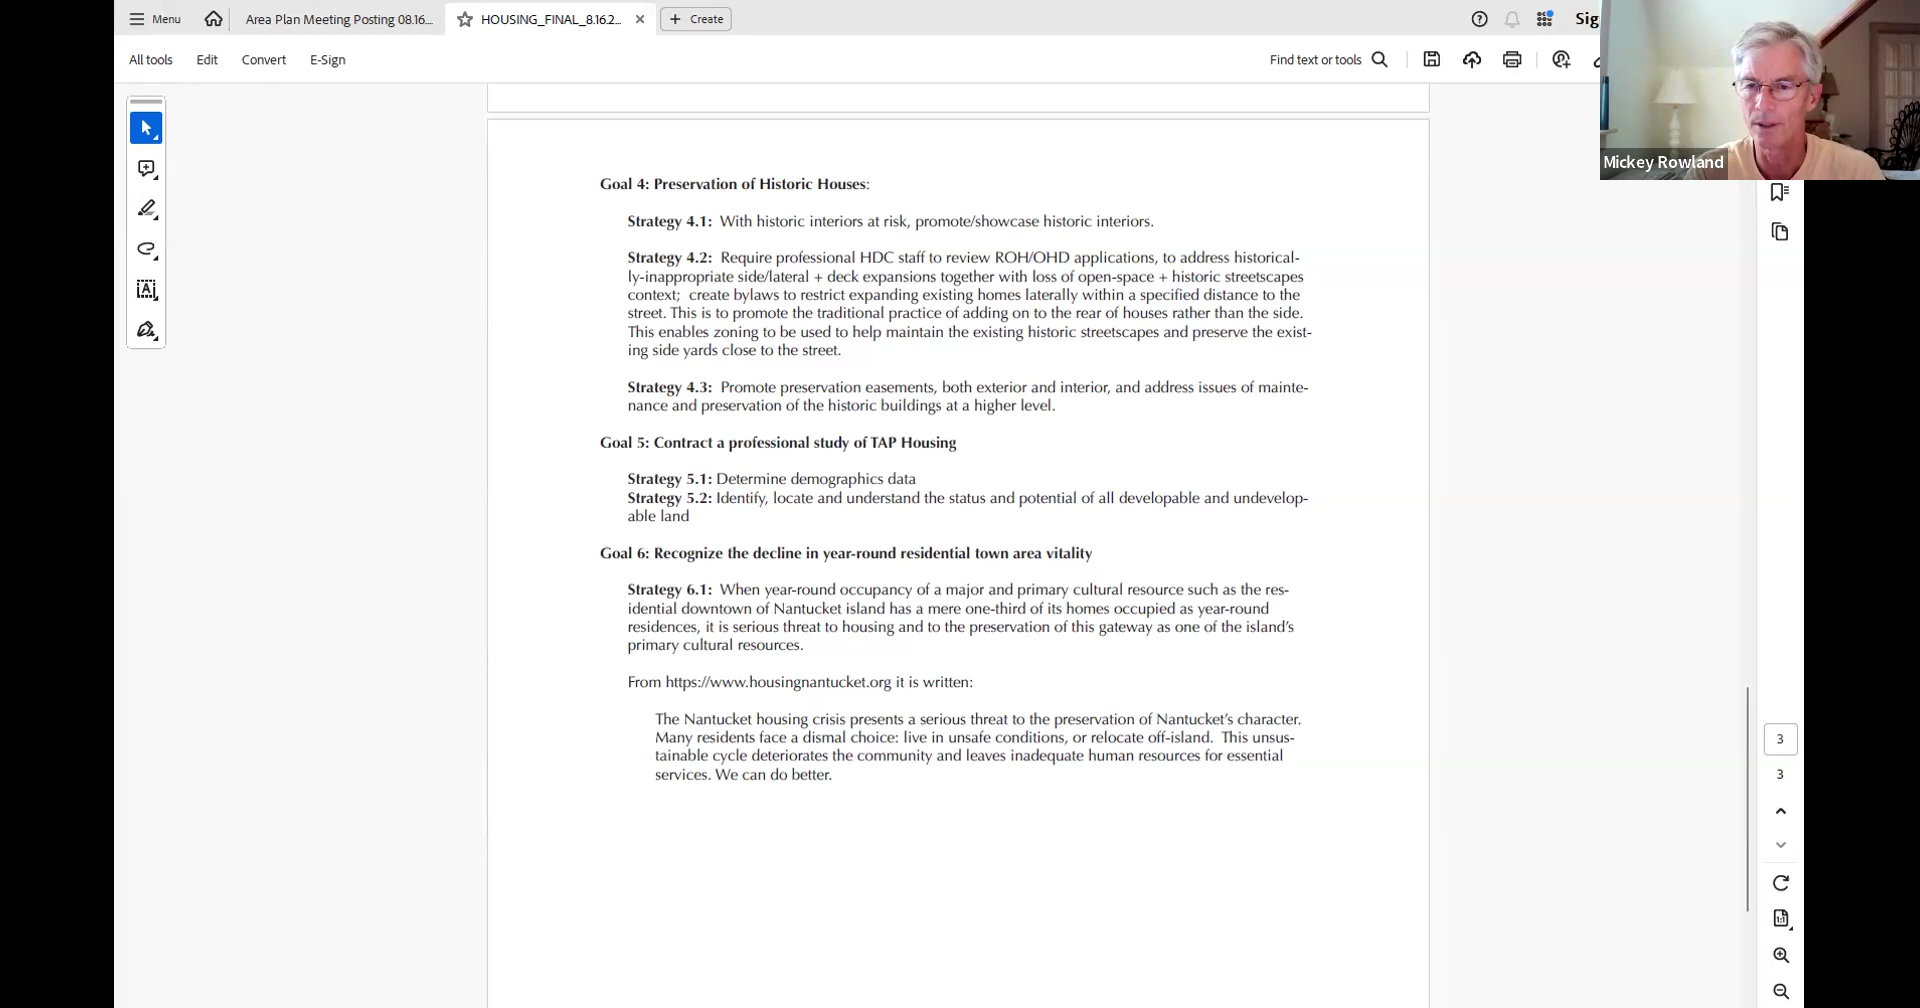 Menu
Area Plan Meeting Posting 08.16...
HOUSING_FINAL_8.16.2...
Create
Sig
All tools
Edit
Convert
E-Sign
Find text or tools
Mickey Rowland
Goal 4: Preservation of Historic Houses:
Strategy 4.1: With historic interiors at risk, promote/showcase historic interiors.
Strategy 4.2: Require professional HDC staff to review ROH/OHD applications, to address historical-
ly-inappropriate side/lateral + deck expansions together with loss of open-space + historic streetscapes
context; create bylaws to restrict expanding existing homes laterally within a specified distance to the
street. This is to promote the traditional practice of adding on to the rear of houses rather than the side.
This enables zoning to be used to help maintain the existing historic streetscapes and preserve the exist-
ing side yards close to the street.
Strategy 4.3: Promote preservation easements, both exterior and interior, and address issues of mainte-
nance and preservation of the historic buildings at a higher level.
Goal 5: Contract a professional study of TAP Housing
Strategy 5.1: Determine demographics data
Strategy 5.2: Identify, locate and understand the status and potential of all developable and undevelop-
able land
Goal 6: Recognize the decline in year-round residential town area vitality
Strategy 6.1: When year-round occupancy of a major and primary cultural resource such as the res-
idential downtown of Nantucket island has a mere one-third of its homes occupied as year-round
residences, it is serious threat to housing and to the preservation of this gateway as one of the island's
primary cultural resources.
From https://www.housingnantucket.org it is written:
The Nantucket housing crisis presents a serious threat to the preservation of Nantucket's character.
Many residents face a dismal choice: live in unsafe conditions, or relocate off-island. This unsus-
tainable cycle deteriorates the community and leaves inadequate human resources for essential
services. We can do better.
3
3
1:1